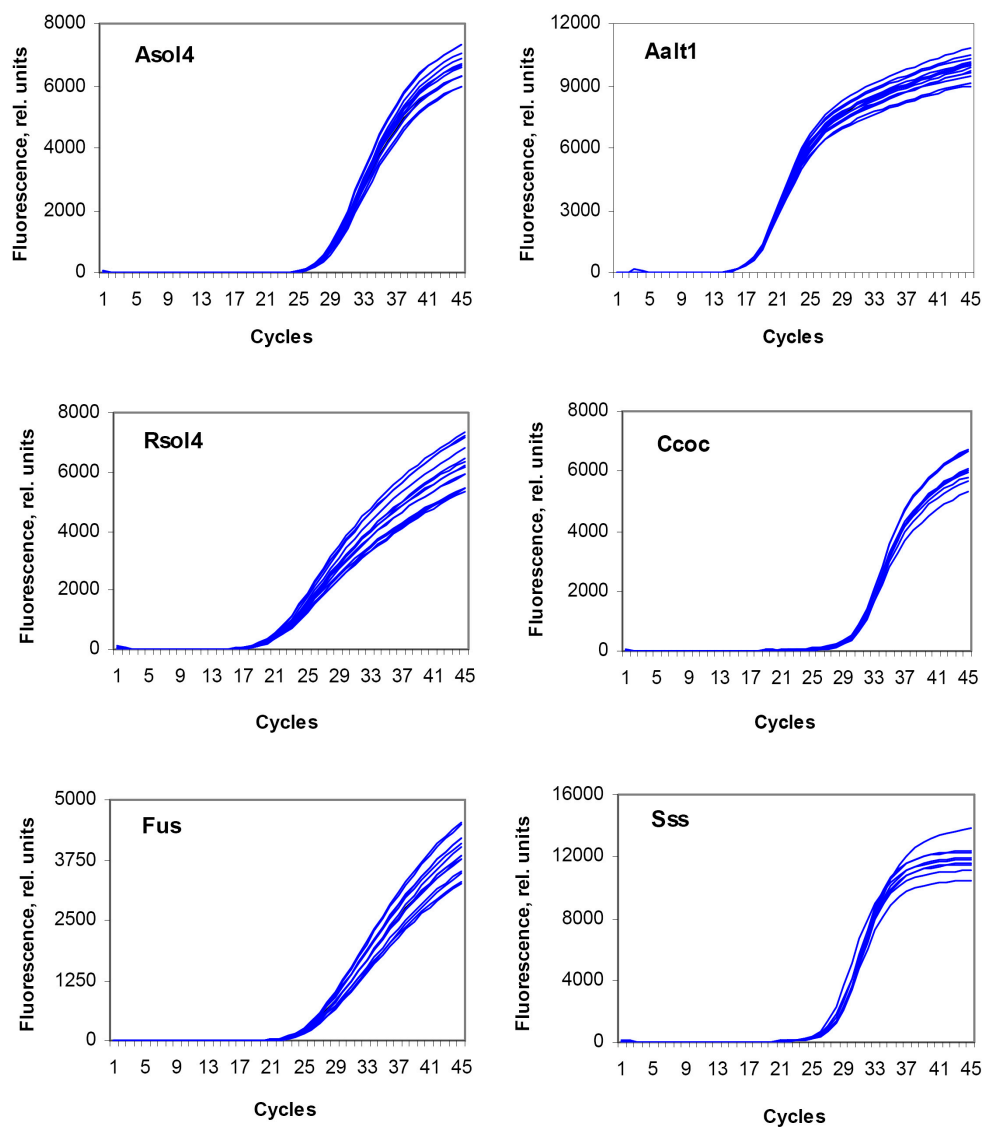 Asol4
Fluorescence, rel. units
8000
6000
4000
2000
0
1 5 9 13 17 21 25 29 33 37 41 45
Cycles
Aalt1
Fluorescence, rel. units
12000
9000
6000
3000
0
1 5 9 13 17 21 25 29 33 37 41 45
Cycles
Rsol4
Fluorescence, rel. units
8000
6000
4000
2000
0
1 5 9 13 17 21 25 29 33 37 41 45
Cycles
Ccoc
Fluorescence, rel. units
8000
6000
4000
2000
0
1 5 9 13 17 21 25 29 33 37 41 45
Cycles
Fus
Fluorescence, rel. units
5000
3750
2500
1250
0
1 5 9 13 17 21 25 29 33 37 41 45
Cycles
Sss
Fluorescence, rel. units
16000
12000
8000
4000
0
1 5 9 13 17 21 25 29 33 37 41 45
Cycles